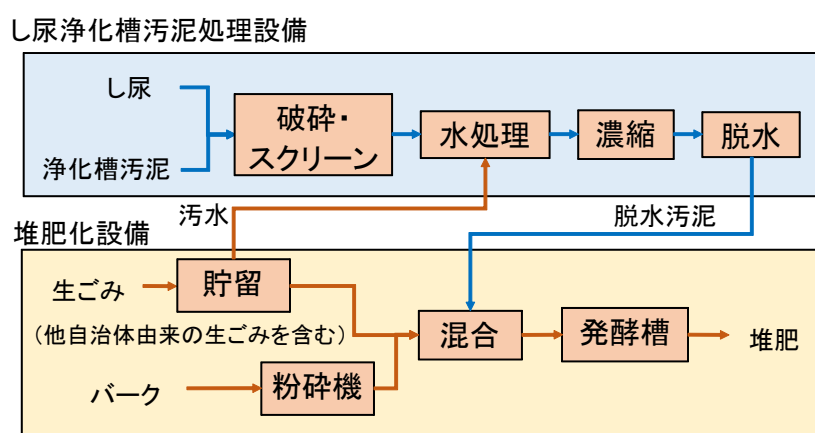 し尿浄化槽汚泥処理設備
し尿
浄化槽汚泥
破砕・
スクリーン
水処理
濃縮
脱水
汚水
脱水汚泥
堆肥化設備
生ごみ
貯留
(他自治体由来の生ごみを含む)
バーク
粉砕機
混合
発酵槽
堆肥